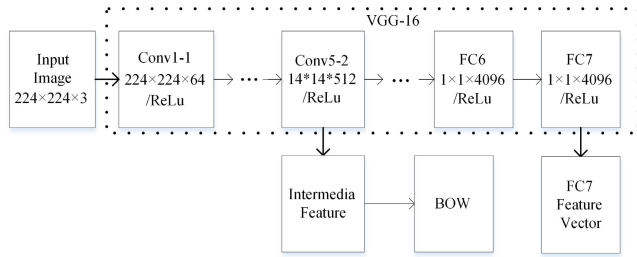 VGG-16
Input
Image
224×224×3
Conv1-1
224×224×64
/ReLu
...
Conv5-2
14*14*512
/ReLu
...
FC6
1×1×4096
/ReLu
FC7
1×1×4096
/ReLu
Intermedia
Feature
BOW
FC7
Feature
Vector